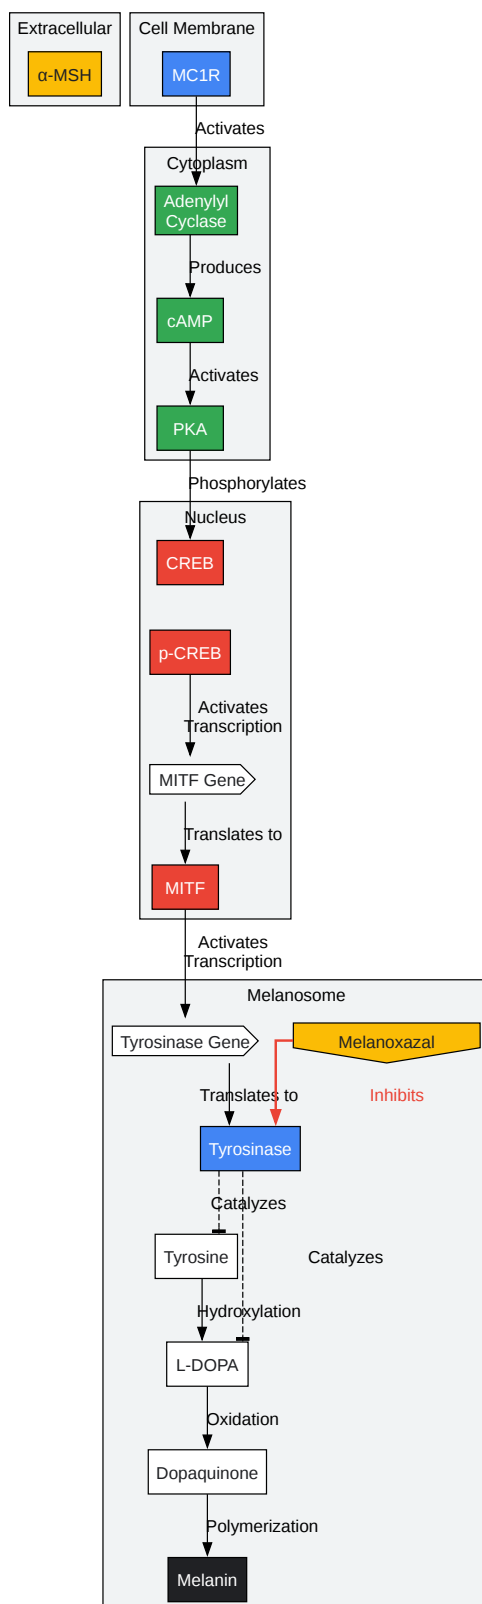 Extracellular
Cell Membrane
α-MSH
MC1R
Activates
Cytoplasm
Adenylyl
Cyclase
Produces
cAMP
Activates
PKA
Phosphorylates
Nucleus
CREB
p-CREB
Activates
Transcription
MITF Gene
Translates to
MITF
Activates
Transcription
Melanosome
Tyrosinase Gene
Melanoxazal
Translates to
Inhibits
Tyrosinase
Catalyzes
Tyrosine
Catalyzes
Hydroxylation
L-DOPA
Oxidation
Dopaquinone
Polymerization
Melanin